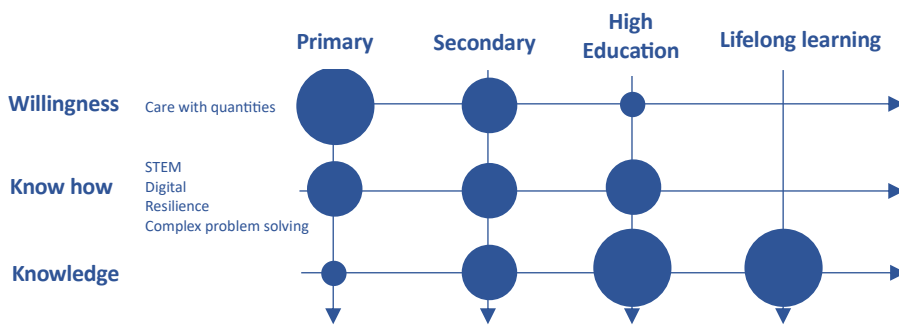 High
Primary
Secondary
Education
Lifelong learning
Willingness
Care with quantities
STEM
Know how
Digital
Resilience
Complex problem solving
Knowledge